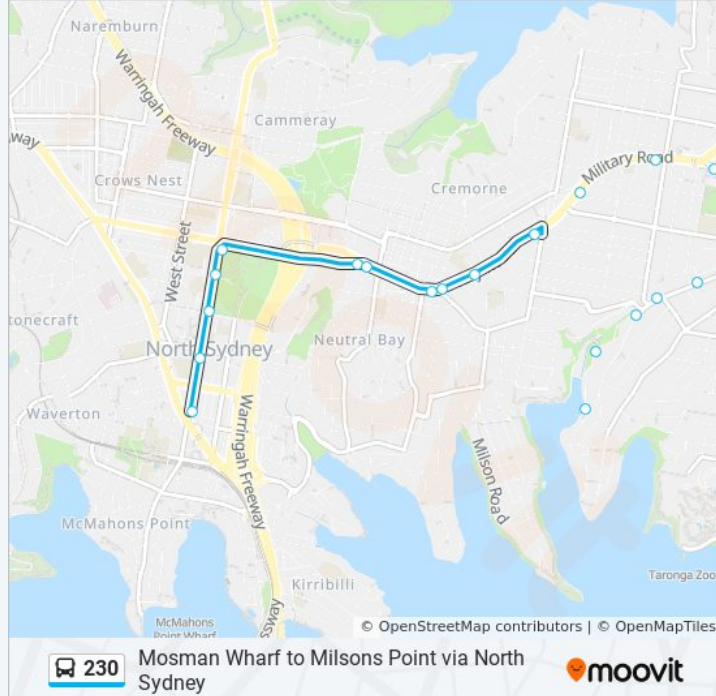 Naremburn
Warringah Freeway
Cammeray
way
Military Road
Crows Nest
Cremorne
West Street
tonecraft
North Sydney
Neutral Bay
Waverton
Warringah Freeway
Milson Road
McMahons Point
Taronga Zoo
Kirribilli
McMahons
Point Wharf
ssway
© OpenStreetMap contributors | © OpenMapTiles
230
Mosman Wharf to Milsons Point via North
Sydney
moovit